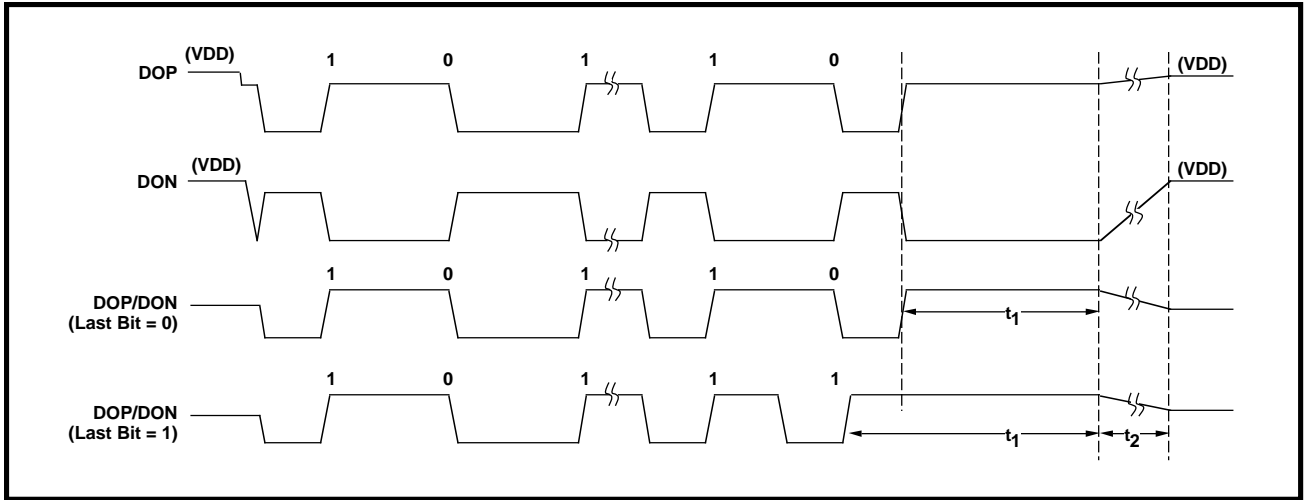 (VDD)
DOP
1 0 1 1 0
(VDD)
(VDD)
DON
(VDD)
1 0 1 1 0
DOP/DON
(Last Bit = 0)
t1
1 0 1 1 1
DOP/DON
(Last Bit = 1)
t1
t2